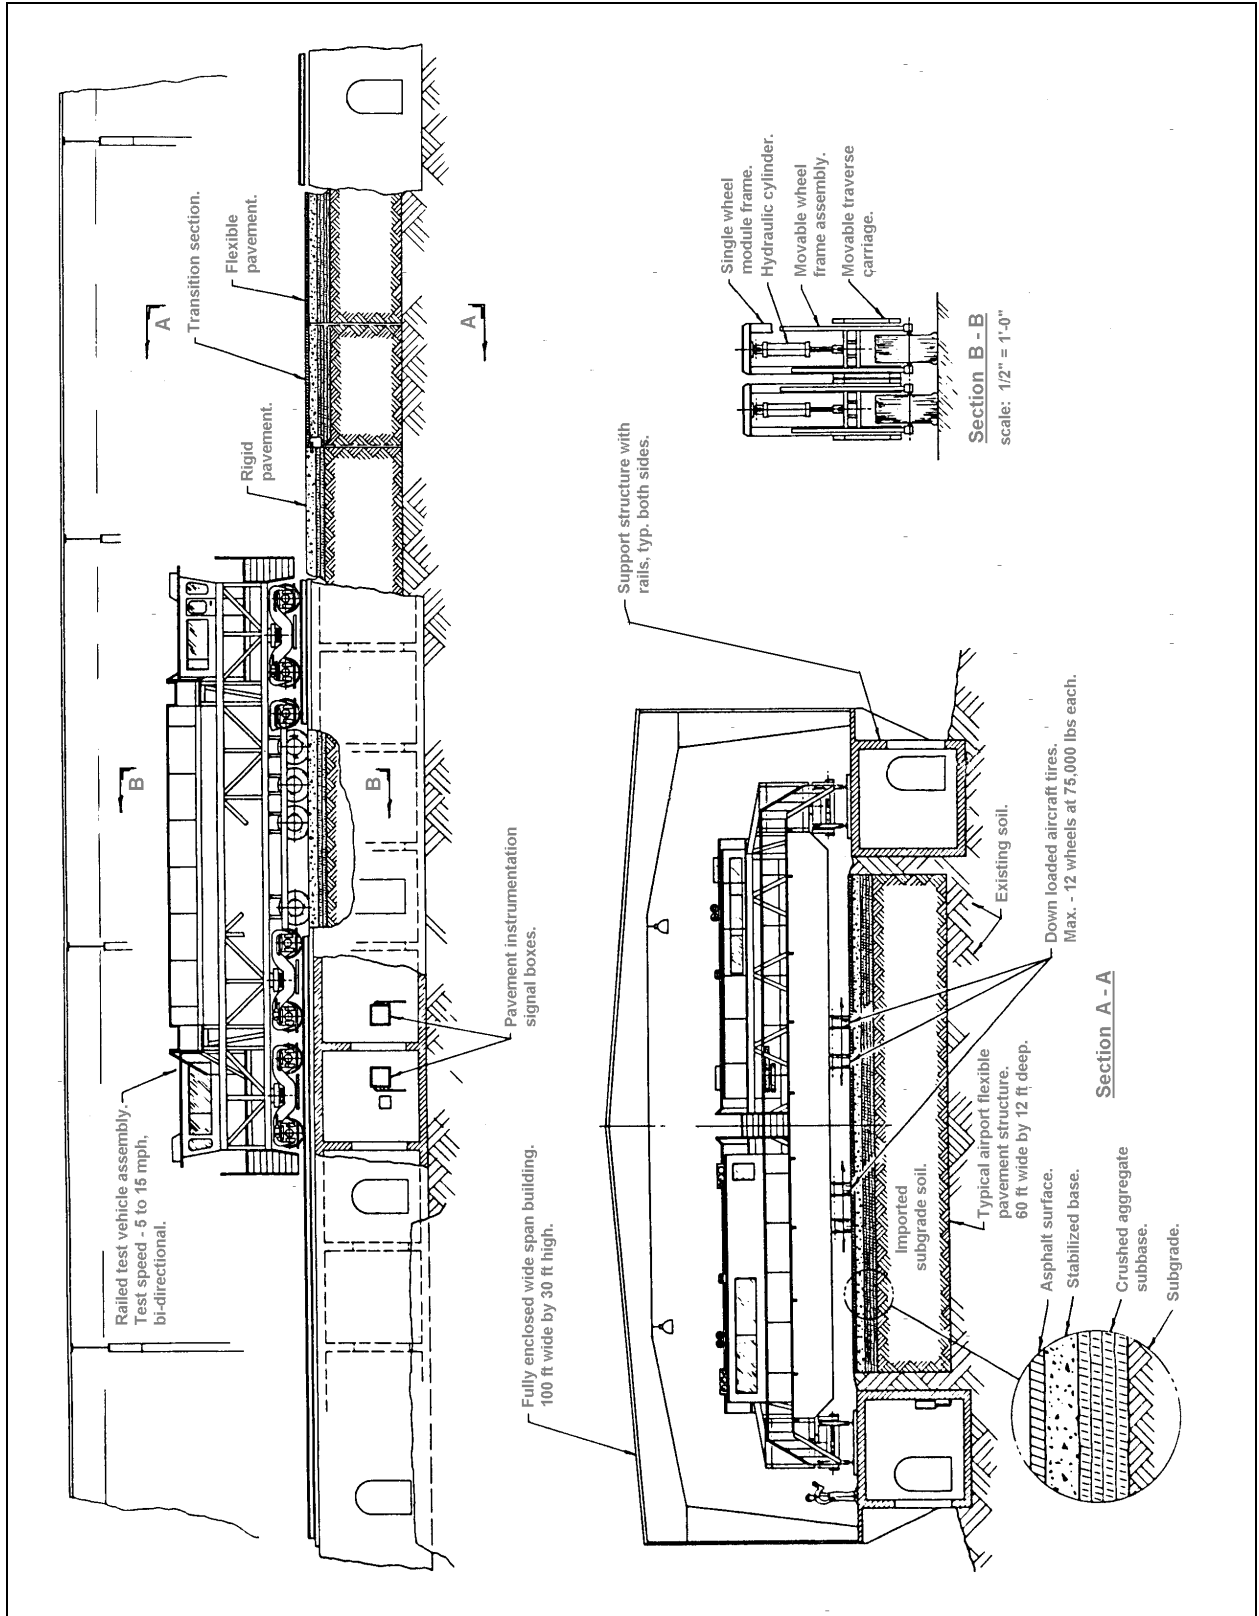 Railed test vehicle assembly.
Test speed - 5 to 15 mph,
bi-directional.
B
B
Rigid
pavement.
Transition section.
Flexible
pavement.
A
A
Pavement instrumentation
signal boxes.
Fully enclosed wide span building.
100 ft wide by 30 ft high.
Support structure with
rails, typ. both sides.
Single wheel
module frame.
Hydraulic cylinder.
Movable wheel
frame assembly.
Movable traverse
carriage.
Section B - B
scale: 1/2" = 1'-0"
Imported
subgrade soil.
Typical airport flexible
pavement structure.
60 ft wide by 12 ft deep.
Existing soil.
Down loaded aircraft tires.
Max. - 12 wheels at 75,000 lbs each.
Asphalt surface.
Stabilized base.
Crushed aggregate
subbase.
Subgrade.
Section A - A